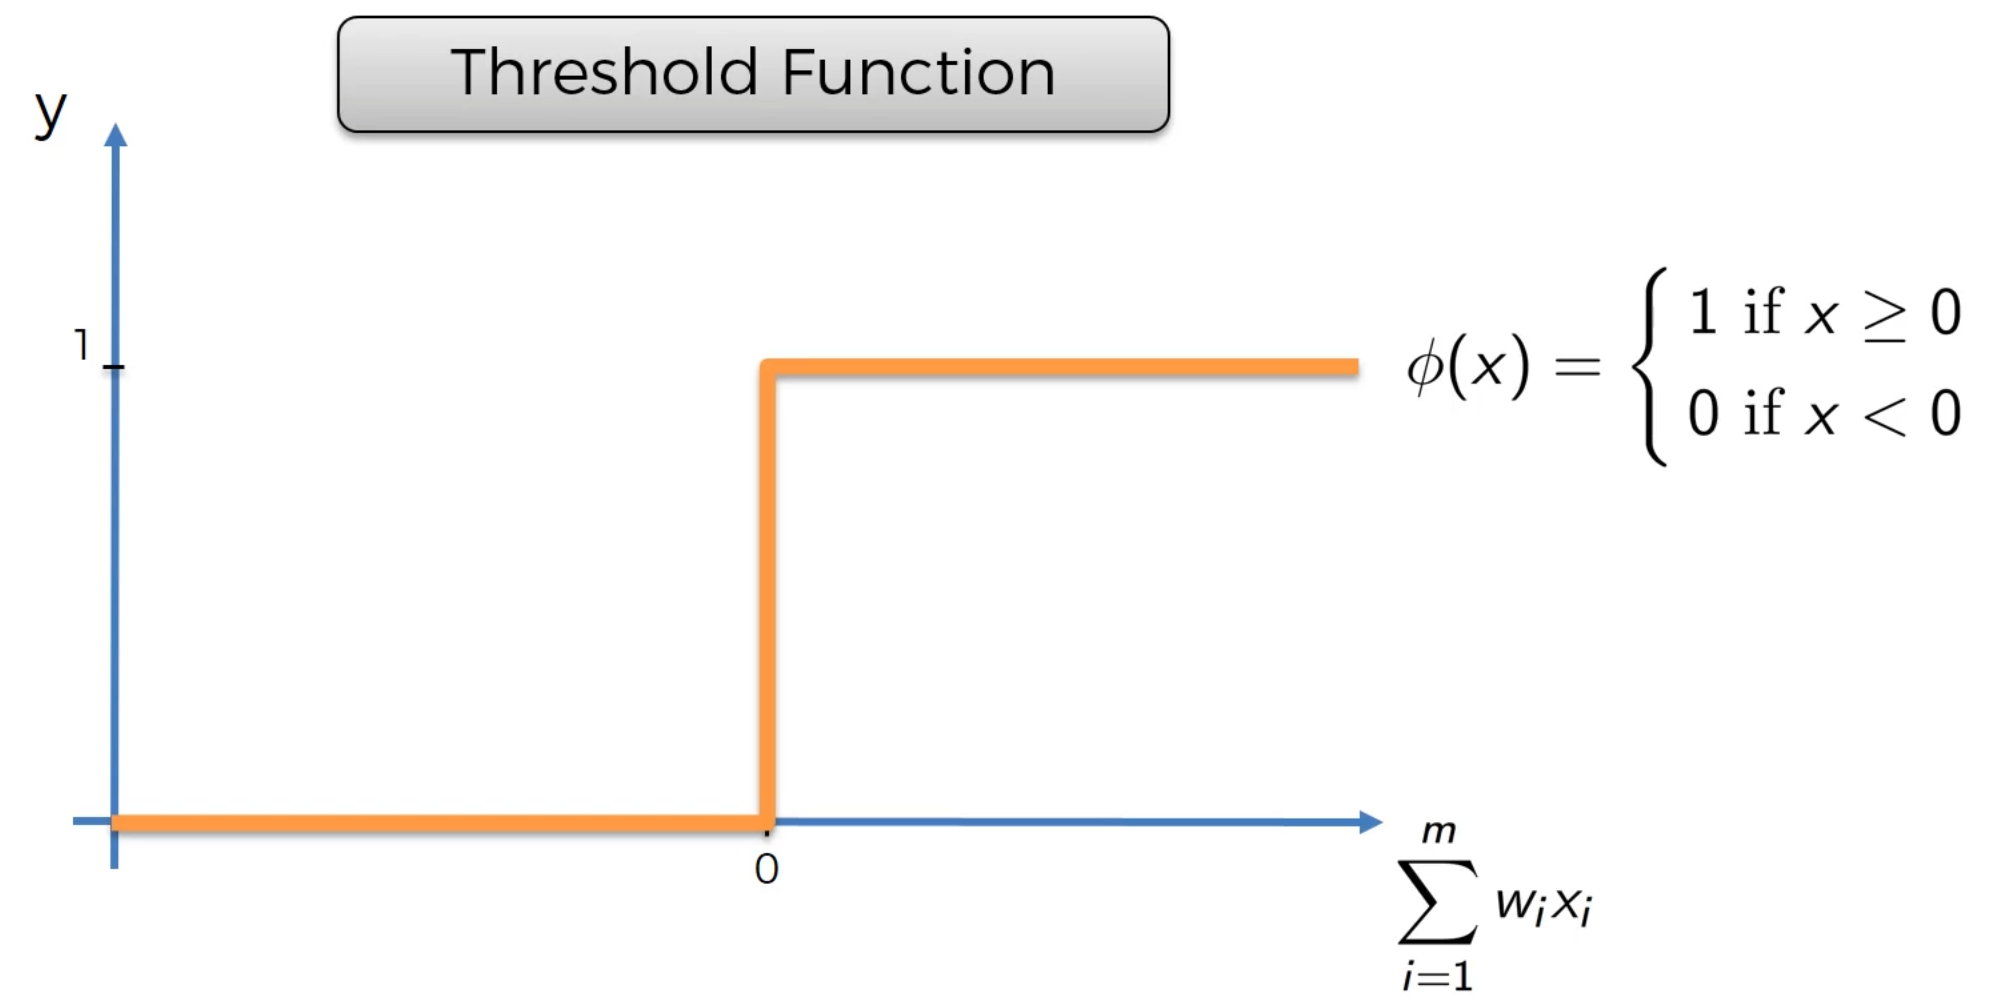 Threshold Function
y
1
ϕ(x) = { 1 if x ≥ 0
0 if x < 0
0
m
∑ wᵢxᵢ
i=1